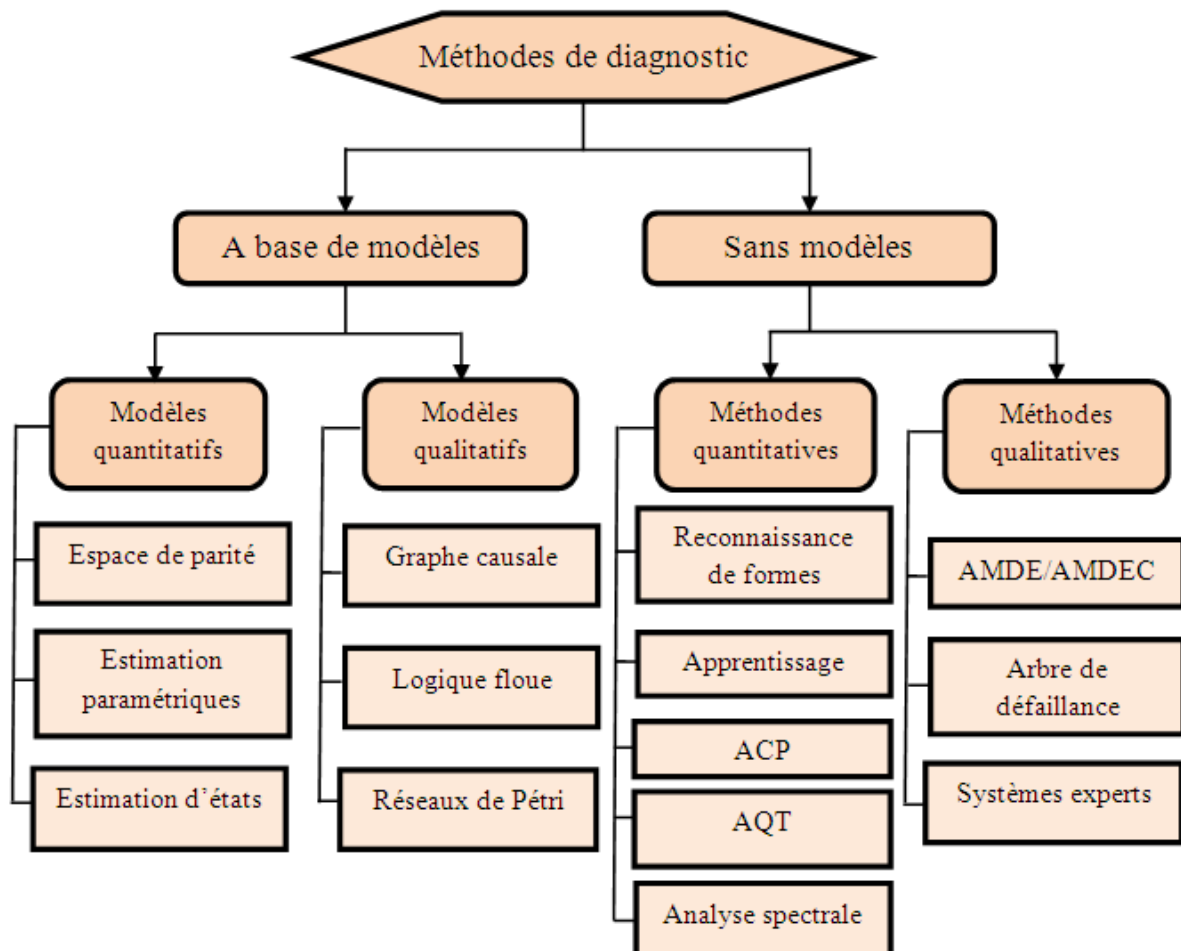 Méthodes de diagnostic
A base de modèles
Sans modèles
Modèles
quantitatifs
Modèles
qualitatifs
Méthodes
quantitatives
Méthodes
qualitatives
Espace de parité
Estimation
paramétriques
Estimation d'états
Graphe causale
Logique floue
Réseaux de Pétri
Reconnaissance
de formes
Apprentissage
ACP
AQT
Analyse spectrale
AMDE/AMDEC
Arbre de
défaillance
Systèmes experts